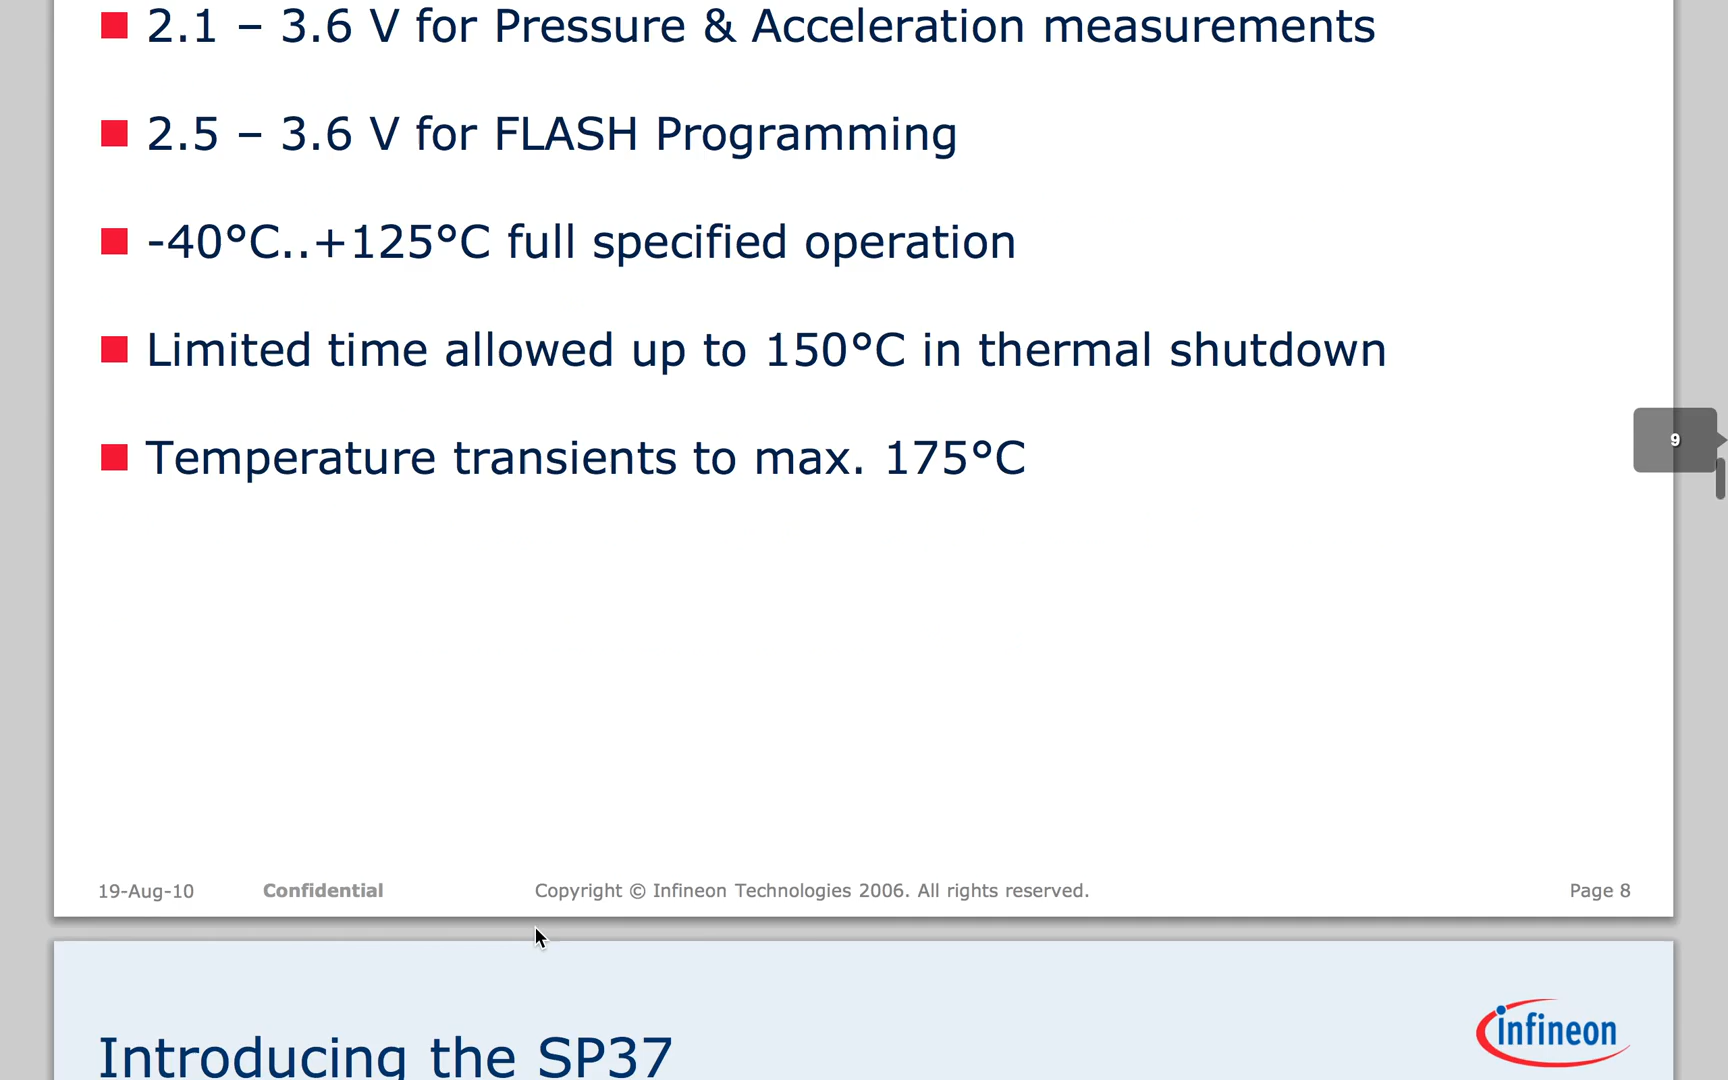 2.1 – 3.6 V for Pressure & Acceleration measurements
2.5 – 3.6 V for FLASH Programming
-40°C..+125°C full specified operation
Limited time allowed up to 150°C in thermal shutdown
9
Temperature transients to max. 175°C
19-Aug-10 Confidential Copyright © Infineon Technologies 2006. All rights reserved. Page 8
infineon
Introducing the SP37